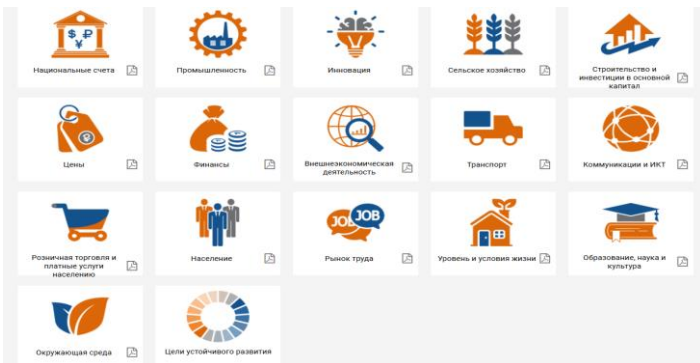 $ ₽
¥
Национальные счета
Промышленность
Инновация
Сельское хозяйство
Строительство и
инвестиции в основной
капитал
Цены
Финансы
Внешнеэкономическая
деятельность
Транспорт
Коммуникации и ИКТ
Розничная торговля и
платные услуги
населению
Население
JOB JOB
Рынок труда
Уровень и условия жизни
Образование, наука и
культура
Окружающая среда
Цели устойчивого развития